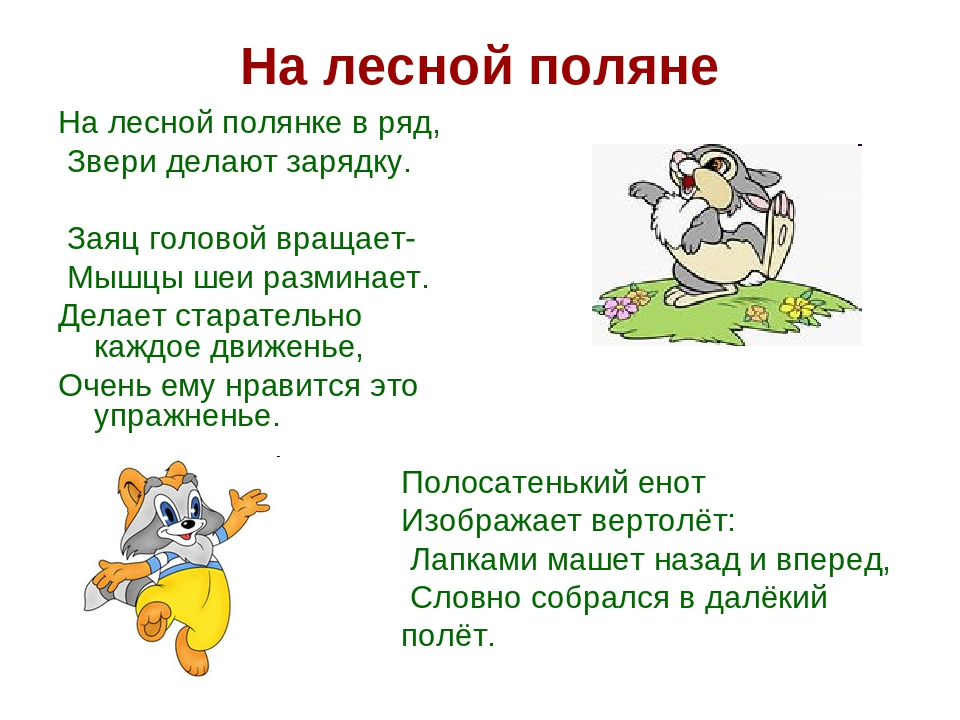 На лесной поляне
На лесной полянке в ряд,
Звери делают зарядку.
Заяц головой вращает-
Мышцы шеи разминает.
Делает старательно
каждое движенье,
Очень ему нравится это
упражненье.
Полосатенький енот
Изображает вертолёт:
Лапками машет назад и вперед,
Словно собрался в далёкий
полёт.